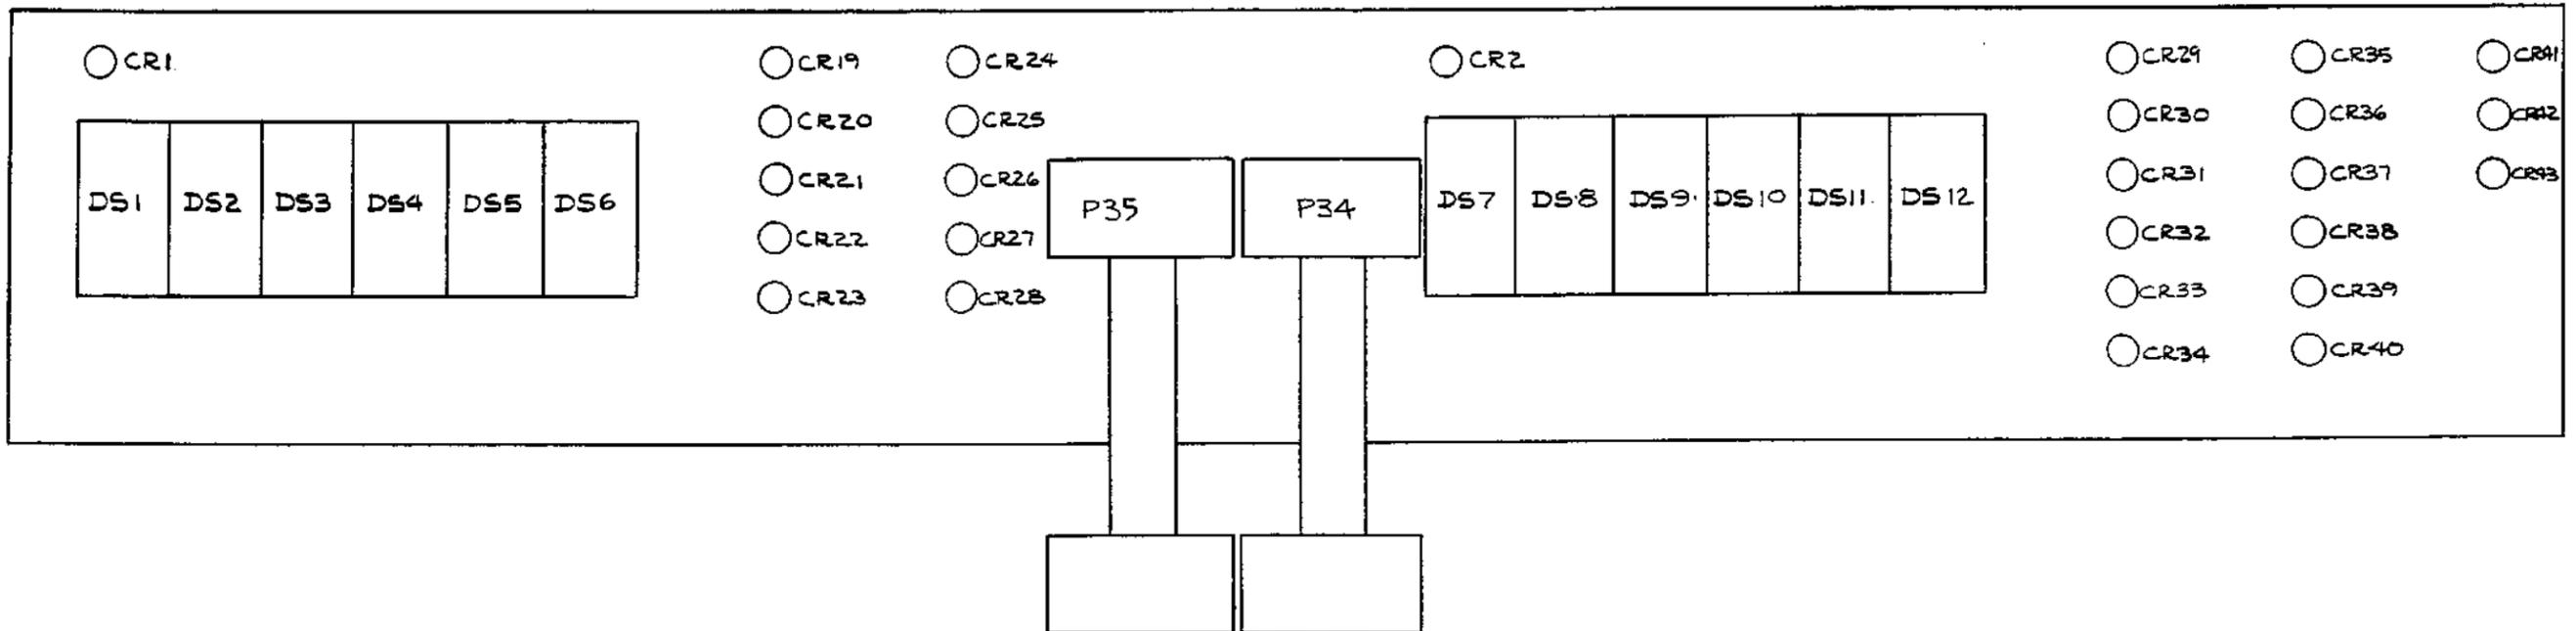 CR1 CR19 CR24 CR2 CR29 CR35 CR41
CR20 CR25 CR30 CR36 CR42
CR21 CR26 CR31 CR37 CR43
DS1 DS2 DS3 DS4 DS5 DS6 P35 P34 DS7 DS8 DS9 DS10 DS11 DS12
CR22 CR27 CR32 CR38
CR23 CR28 CR33 CR39
CR34 CR40